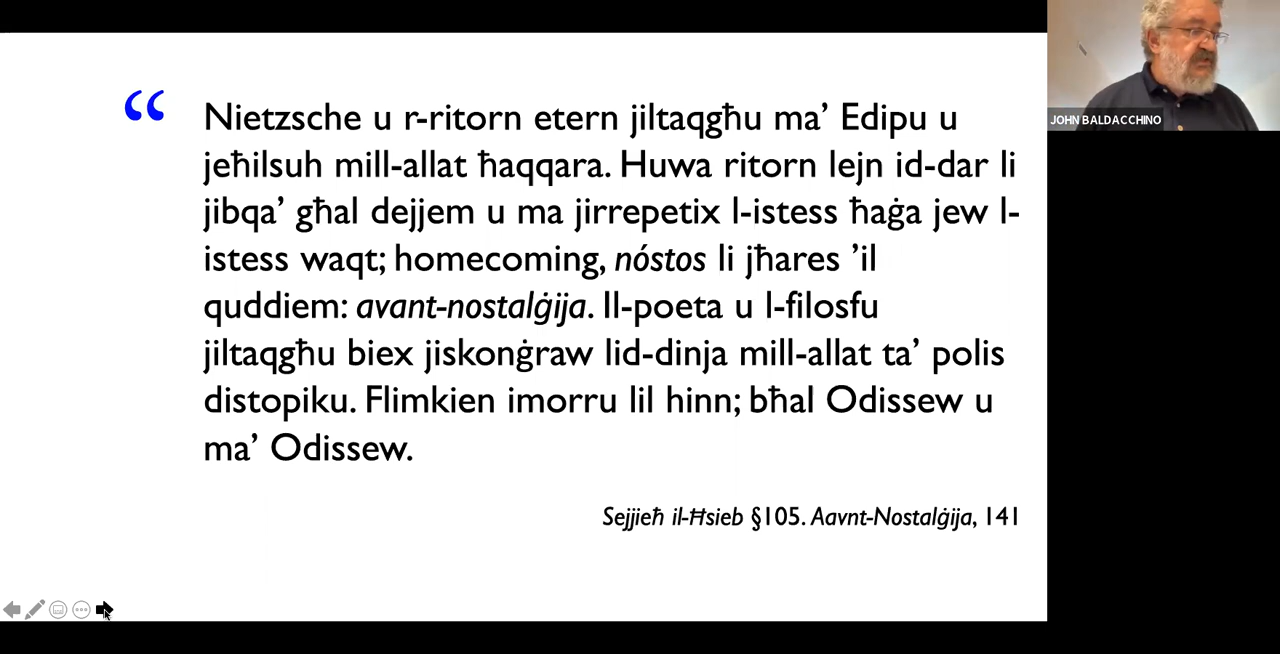 “ Nietzsche u r-ritorn etern jiltaqgħu ma’ Edipu u
jeħilsuh mill-allat ħaqqara. Huwa ritorn lejn id-dar li
jibqa’ għal dejjem u ma jirrepetix l-istess ħaġa jew l-
istess waqt; homecoming, nóstos li jħares ’il
quddiem: avant-nostalġija. Il-poeta u l-filosfu
jiltaqgħu biex jiskonġraw lid-dinja mill-allat ta’ polis
distopiku. Flimkien imorru lil hinn; bħal Odissew u
ma’ Odissew.
Sejjieħ il-Ħsieb §105. Aavnt-Nostalġija, 141
JOHN BALDACCHINO